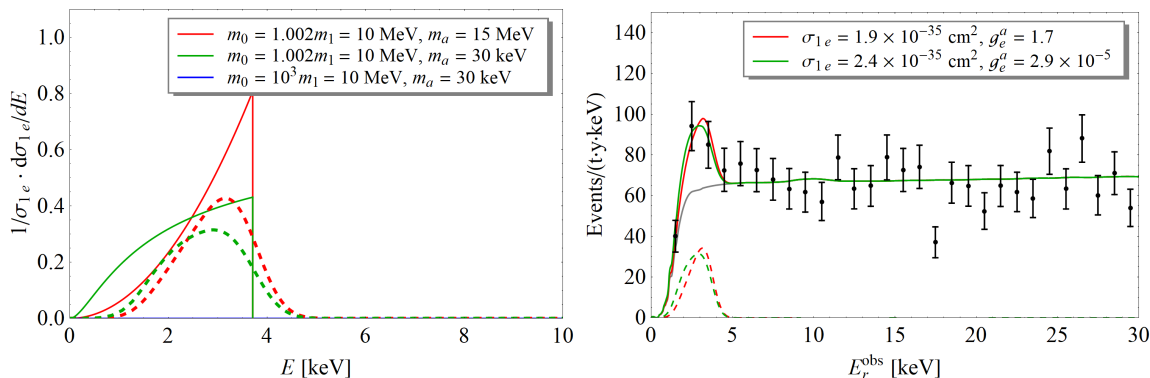 m₀ = 1.002m₁ = 10 MeV, mₐ = 15 MeV
m₀ = 1.002m₁ = 10 MeV, mₐ = 30 keV
m₀ = 10³m₁ = 10 MeV, mₐ = 30 keV
1/σ₁ₑ · dσ₁ₑ/dE
1.0
0.8
0.6
0.4
0.2
0.0
0 2 4 6 8 10
E [keV]
σ₁ₑ = 1.9 × 10⁻³⁵ cm², gₑᵃ = 1.7
σ₁ₑ = 2.4 × 10⁻³⁵ cm², gₑᵃ = 2.9 × 10⁻⁵
Events/(t·y·keV)
140
120
100
80
60
40
20
0
0 5 10 15 20 25 30
Eᵣᵒᵇˢ [keV]